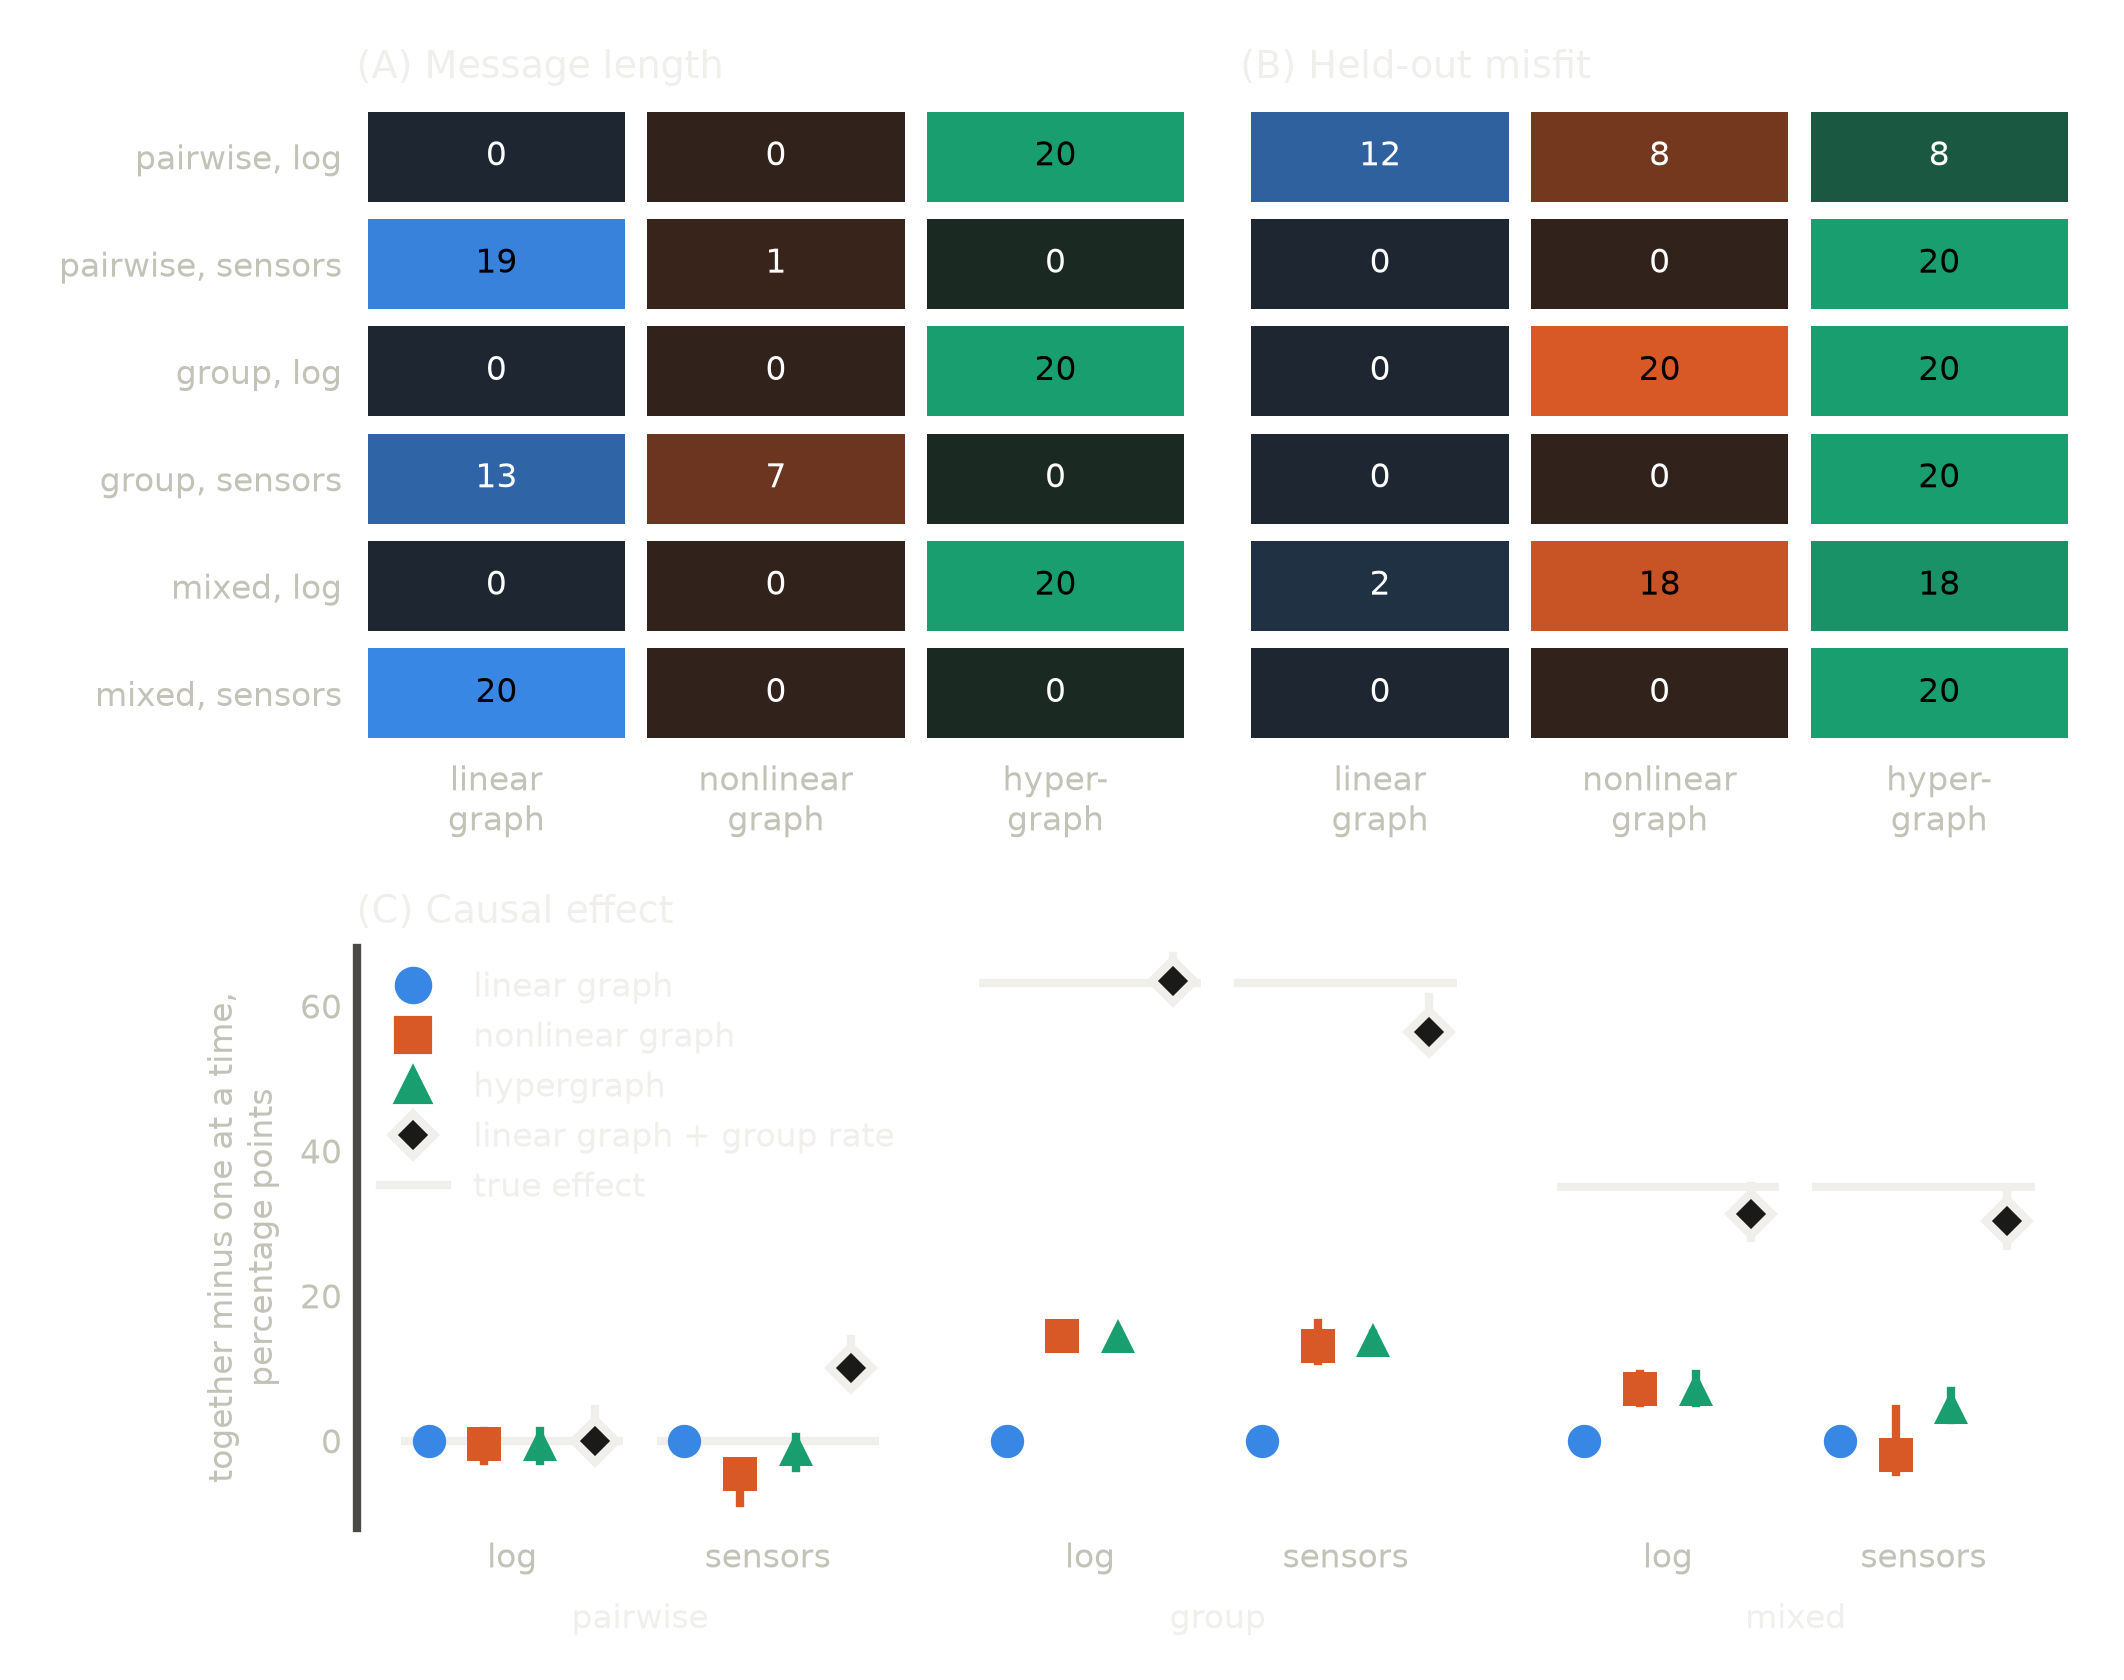 (A) Message length
(B) Held-out misfit
pairwise, log 0 0 20 12 8 8
pairwise, sensors 19 1 0 0 0 20
group, log 0 0 20 0 20 20
group, sensors 13 7 0 0 0 20
mixed, log 0 0 20 2 18 18
mixed, sensors 20 0 0 0 0 20
linear nonlinear hyper- linear nonlinear hyper-
graph graph graph graph graph graph
(C) Causal effect
together minus one at a time,
percentage points
60
40
20
0
linear graph
nonlinear graph
hypergraph
linear graph + group rate
true effect
log sensors log sensors log sensors
pairwise group mixed